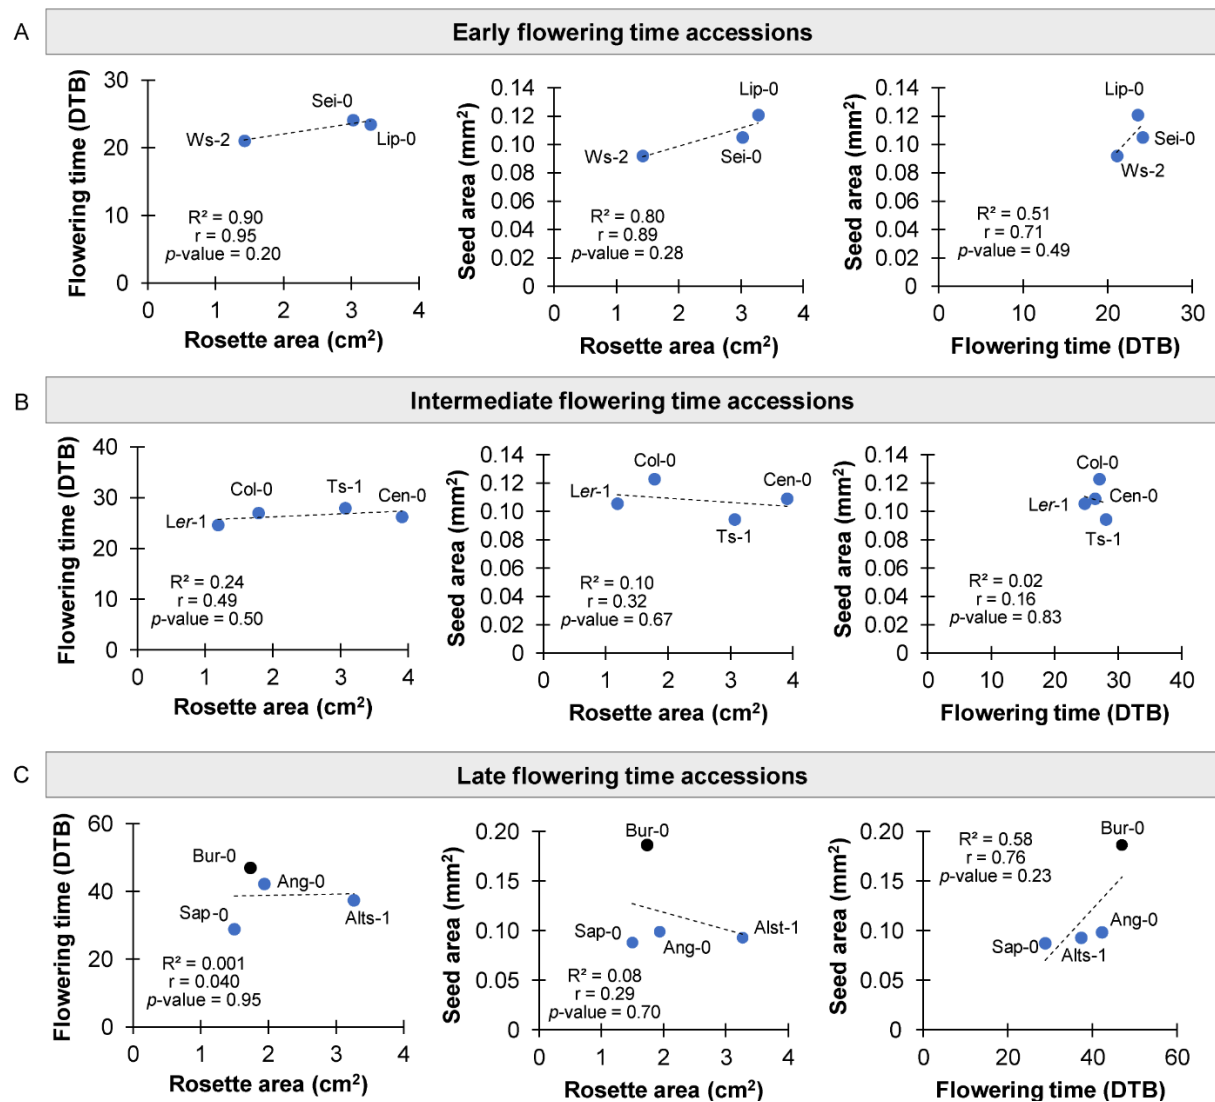 A
Early flowering time accessions
Flowering time (DTB)
30
20
10
0
0 1 2 3 4
Rosette area (cm²)
Ws-2
Sei-0
Lip-0
R² = 0.90
r = 0.95
p-value = 0.20
Seed area (mm²)
0.14
0.12
0.10
0.08
0.06
0.04
0.02
0
0 1 2 3 4
Rosette area (cm²)
Lip-0
Ws-2
Sei-0
R² = 0.80
r = 0.89
p-value = 0.28
Seed area (mm²)
0.14
0.12
0.10
0.08
0.06
0.04
0.02
0
0 10 20 30
Flowering time (DTB)
Lip-0
Sei-0
Ws-2
R² = 0.51
r = 0.71
p-value = 0.49
B
Intermediate flowering time accessions
Flowering time (DTB)
40
30
20
10
0
0 1 2 3 4
Rosette area (cm²)
Ler-1
Col-0
Ts-1
Cen-0
R² = 0.24
r = 0.49
p-value = 0.50
Seed area (mm²)
0.14
0.12
0.10
0.08
0.06
0.04
0.02
0
0 1 2 3 4
Rosette area (cm²)
Col-0
Ler-1
Cen-0
Ts-1
R² = 0.10
r = 0.32
p-value = 0.67
Seed area (mm²)
0.14
0.12
0.10
0.08
0.06
0.04
0.02
0
0 10 20 30 40
Flowering time (DTB)
Col-0
Ler-1
Cen-0
Ts-1
R² = 0.02
r = 0.16
p-value = 0.83
C
Late flowering time accessions
Flowering time (DTB)
60
40
20
0
0 1 2 3 4
Rosette area (cm²)
Bur-0
Ang-0
Sap-0
Alts-1
R² = 0.001
r = 0.040
p-value = 0.95
Seed area (mm²)
0.20
0.15
0.10
0.05
0
0 1 2 3 4
Rosette area (cm²)
Bur-0
Sap-0
Ang-0
Alst-1
R² = 0.08
r = 0.29
p-value = 0.70
Seed area (mm²)
0.20
0.15
0.10
0.05
0
0 20 40 60
Flowering time (DTB)
Bur-0
R² = 0.58
r = 0.76
p-value = 0.23
Ang-0
Sap-0
Alts-1